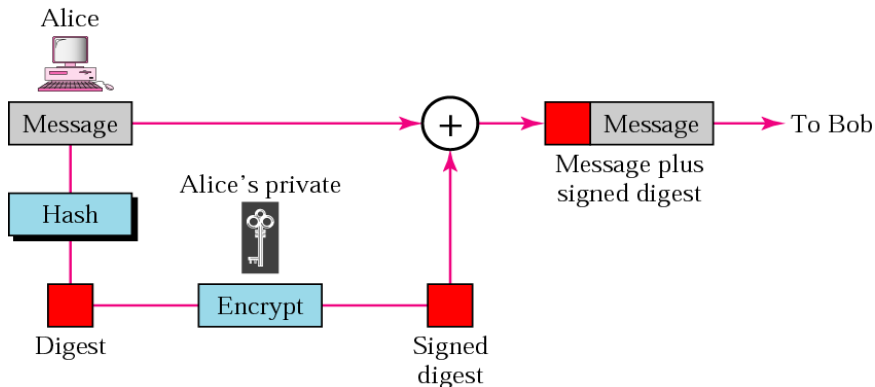 Alice
Message
+
Message
To Bob
Message plus
signed digest
Alice’s private
Hash
Encrypt
Digest
Signed
digest